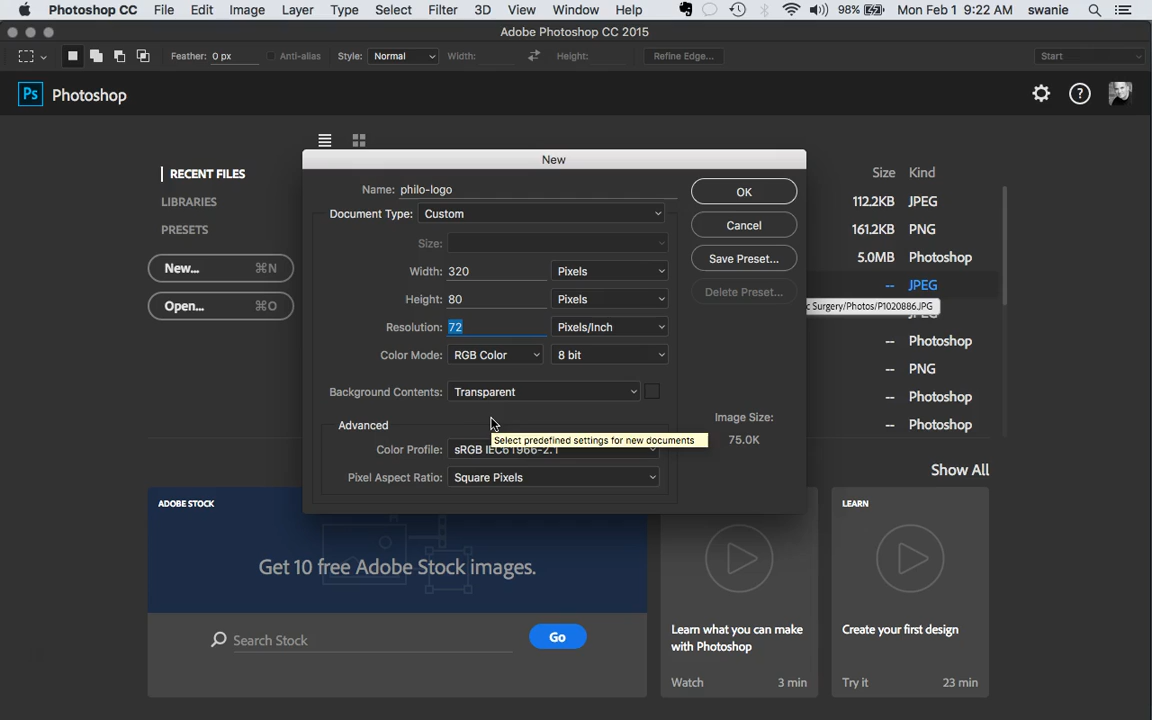 Photoshop CC File Edit Image Layer Type Select Filter 3D View Window Help 98% Mon Feb 1 9:22 AM swanie
Adobe Photoshop CC 2015
Feather: 0 px Anti-alias Style: Normal Width: Height: Refine Edge... Start
Ps Photoshop
New
RECENT FILES
LIBRARIES
PRESETS
New... ⌘N
Open... ⌘O
Name: philo-logo
Document Type: Custom
Size:
Width: 320 Pixels
Height: 80 Pixels
Resolution: 72 Pixels/Inch
Color Mode: RGB Color 8 bit
Background Contents: Transparent
Advanced
Select predefined settings for new documents
Color Profile: sRGB IEC61966-2.1
Pixel Aspect Ratio: Square Pixels
OK
Cancel
Save Preset...
Delete Preset...
Image Size:
75.0K
Size Kind
112.2KB JPEG
161.2KB PNG
5.0MB Photoshop
-- JPEG
c Surgery/Photos/P1020886.JPG
-- JPEG
-- Photoshop
-- PNG
-- Photoshop
-- Photoshop
Show All
ADOBE STOCK
Get 10 free Adobe Stock images.
Search Stock Go
Learn what you can make
with Photoshop
Watch 3 min
LEARN
Create your first design
Try it 23 min